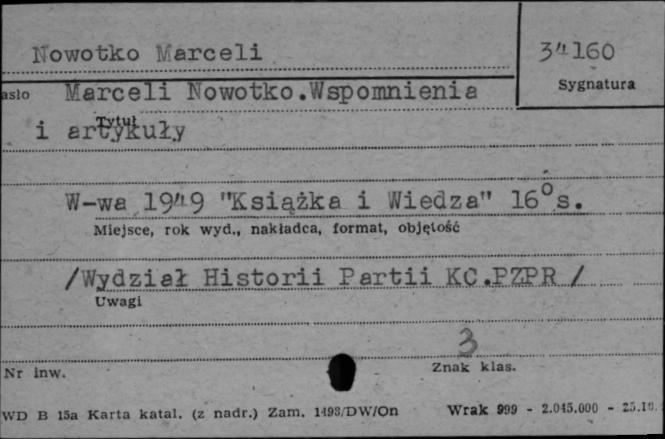 Nowotko Marceli
34160
Sygnatura
asło Marceli Nowotko.Wspomnienia
Tytuł
i artykuły
W-wa 1949 "Książka i Wiedza" 16°s.
Miejsce, rok wyd., nakładca, format, objętość
/Wydział Historii Partii KC.PZPR /
Uwagi
3
Nr inw.
Znak klas.
WD B 15a Karta katal. (z nadr.) Zam. 1493/DW/On Wrak 999 - 2.045.000 - 25.10.